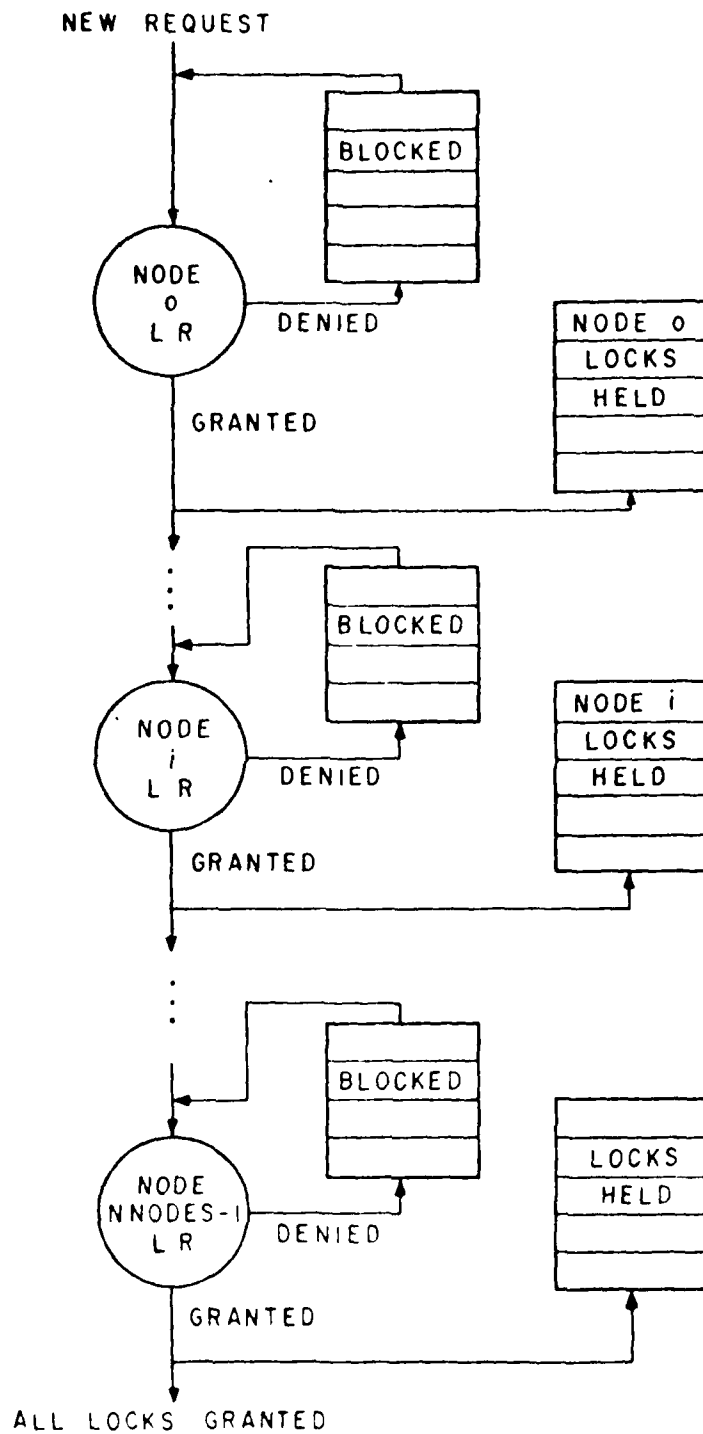 NEW REQUEST
BLOCKED
NODE
0
L R
DENIED
NODE 0
LOCKS
HELD
GRANTED
BLOCKED
NODE
i
L R
DENIED
NODE i
LOCKS
HELD
GRANTED
BLOCKED
NODE
NNODES-1
L R
DENIED
LOCKS
HELD
GRANTED
ALL LOCKS GRANTED